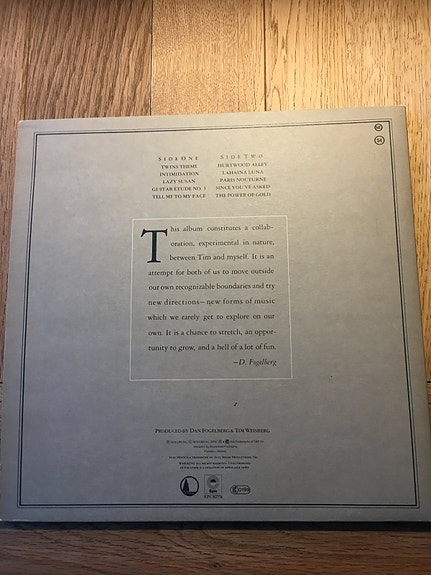 SIDE ONE
TWINS THEME
INTIMIDATION
LAZY SUSAN
GUITAR ETUDE NO. 3
TELL ME TO MY FACE
SIDE TWO
HURTWOOD ALLEY
LAHAINA LUNA
PARIS NOCTURNE
SINCE YOU'VE ASKED
THE POWER OF GOLD
This album constitutes a collab-
oration, experimental in nature,
between Tim and myself. It is an
attempt for both of us to move outside
our own recognizable boundaries and try
new directions—new forms of music
which we rarely get to explore on our
own. It is a chance to stretch, an oppor-
tunity to grow, and a hell of a lot of fun.
—D. Fogelberg
PRODUCED BY DAN FOGELBERG & TIM WEISBERG
Epic